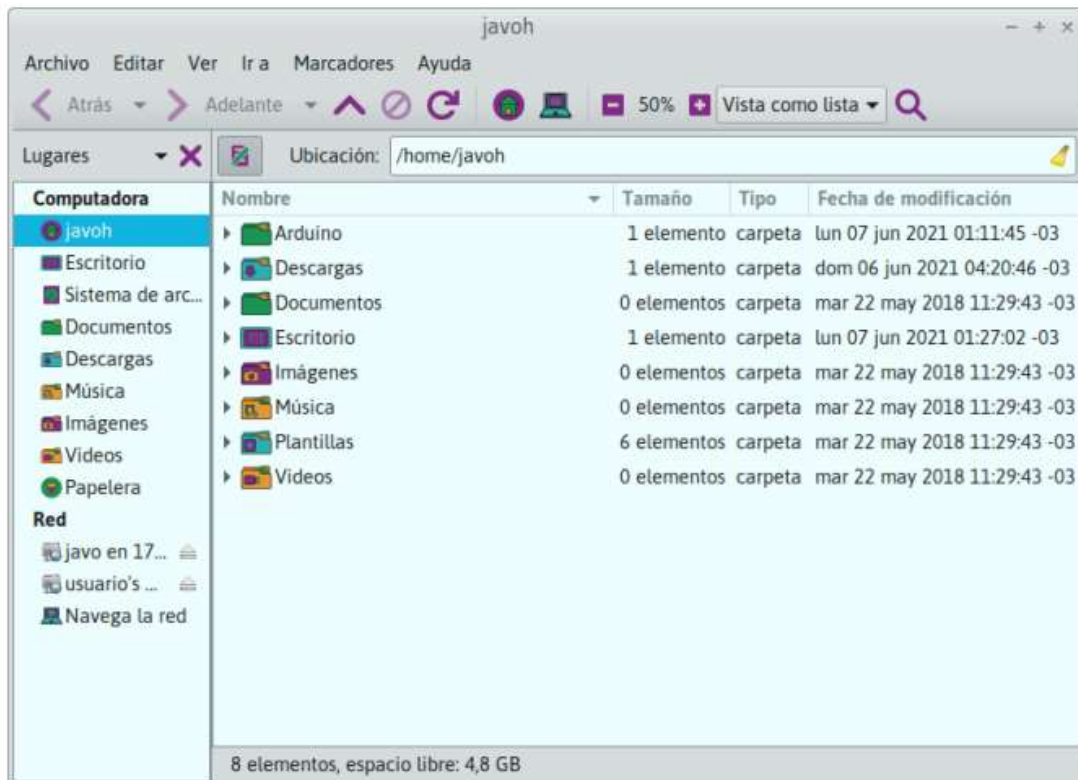 javoh
Archivo Editar Ver Ir a Marcadores Ayuda
Atrás Adelante 50% Vista como lista
Lugares Ubicación: /home/javoh
Computadora
javoh
Escritorio
Sistema de arc...
Documentos
Descargas
Música
Imágenes
Videos
Papelera
Red
javo en 17...
usuario's ...
Navega la red
Nombre Tamaño Tipo Fecha de modificación
Arduino 1 elemento carpeta lun 07 jun 2021 01:11:45 -03
Descargas 1 elemento carpeta dom 06 jun 2021 04:20:46 -03
Documentos 0 elementos carpeta mar 22 may 2018 11:29:43 -03
Escritorio 1 elemento carpeta lun 07 jun 2021 01:27:02 -03
Imágenes 0 elementos carpeta mar 22 may 2018 11:29:43 -03
Música 0 elementos carpeta mar 22 may 2018 11:29:43 -03
Plantillas 6 elementos carpeta mar 22 may 2018 11:29:43 -03
Videos 0 elementos carpeta mar 22 may 2018 11:29:43 -03
8 elementos, espacio libre: 4,8 GB